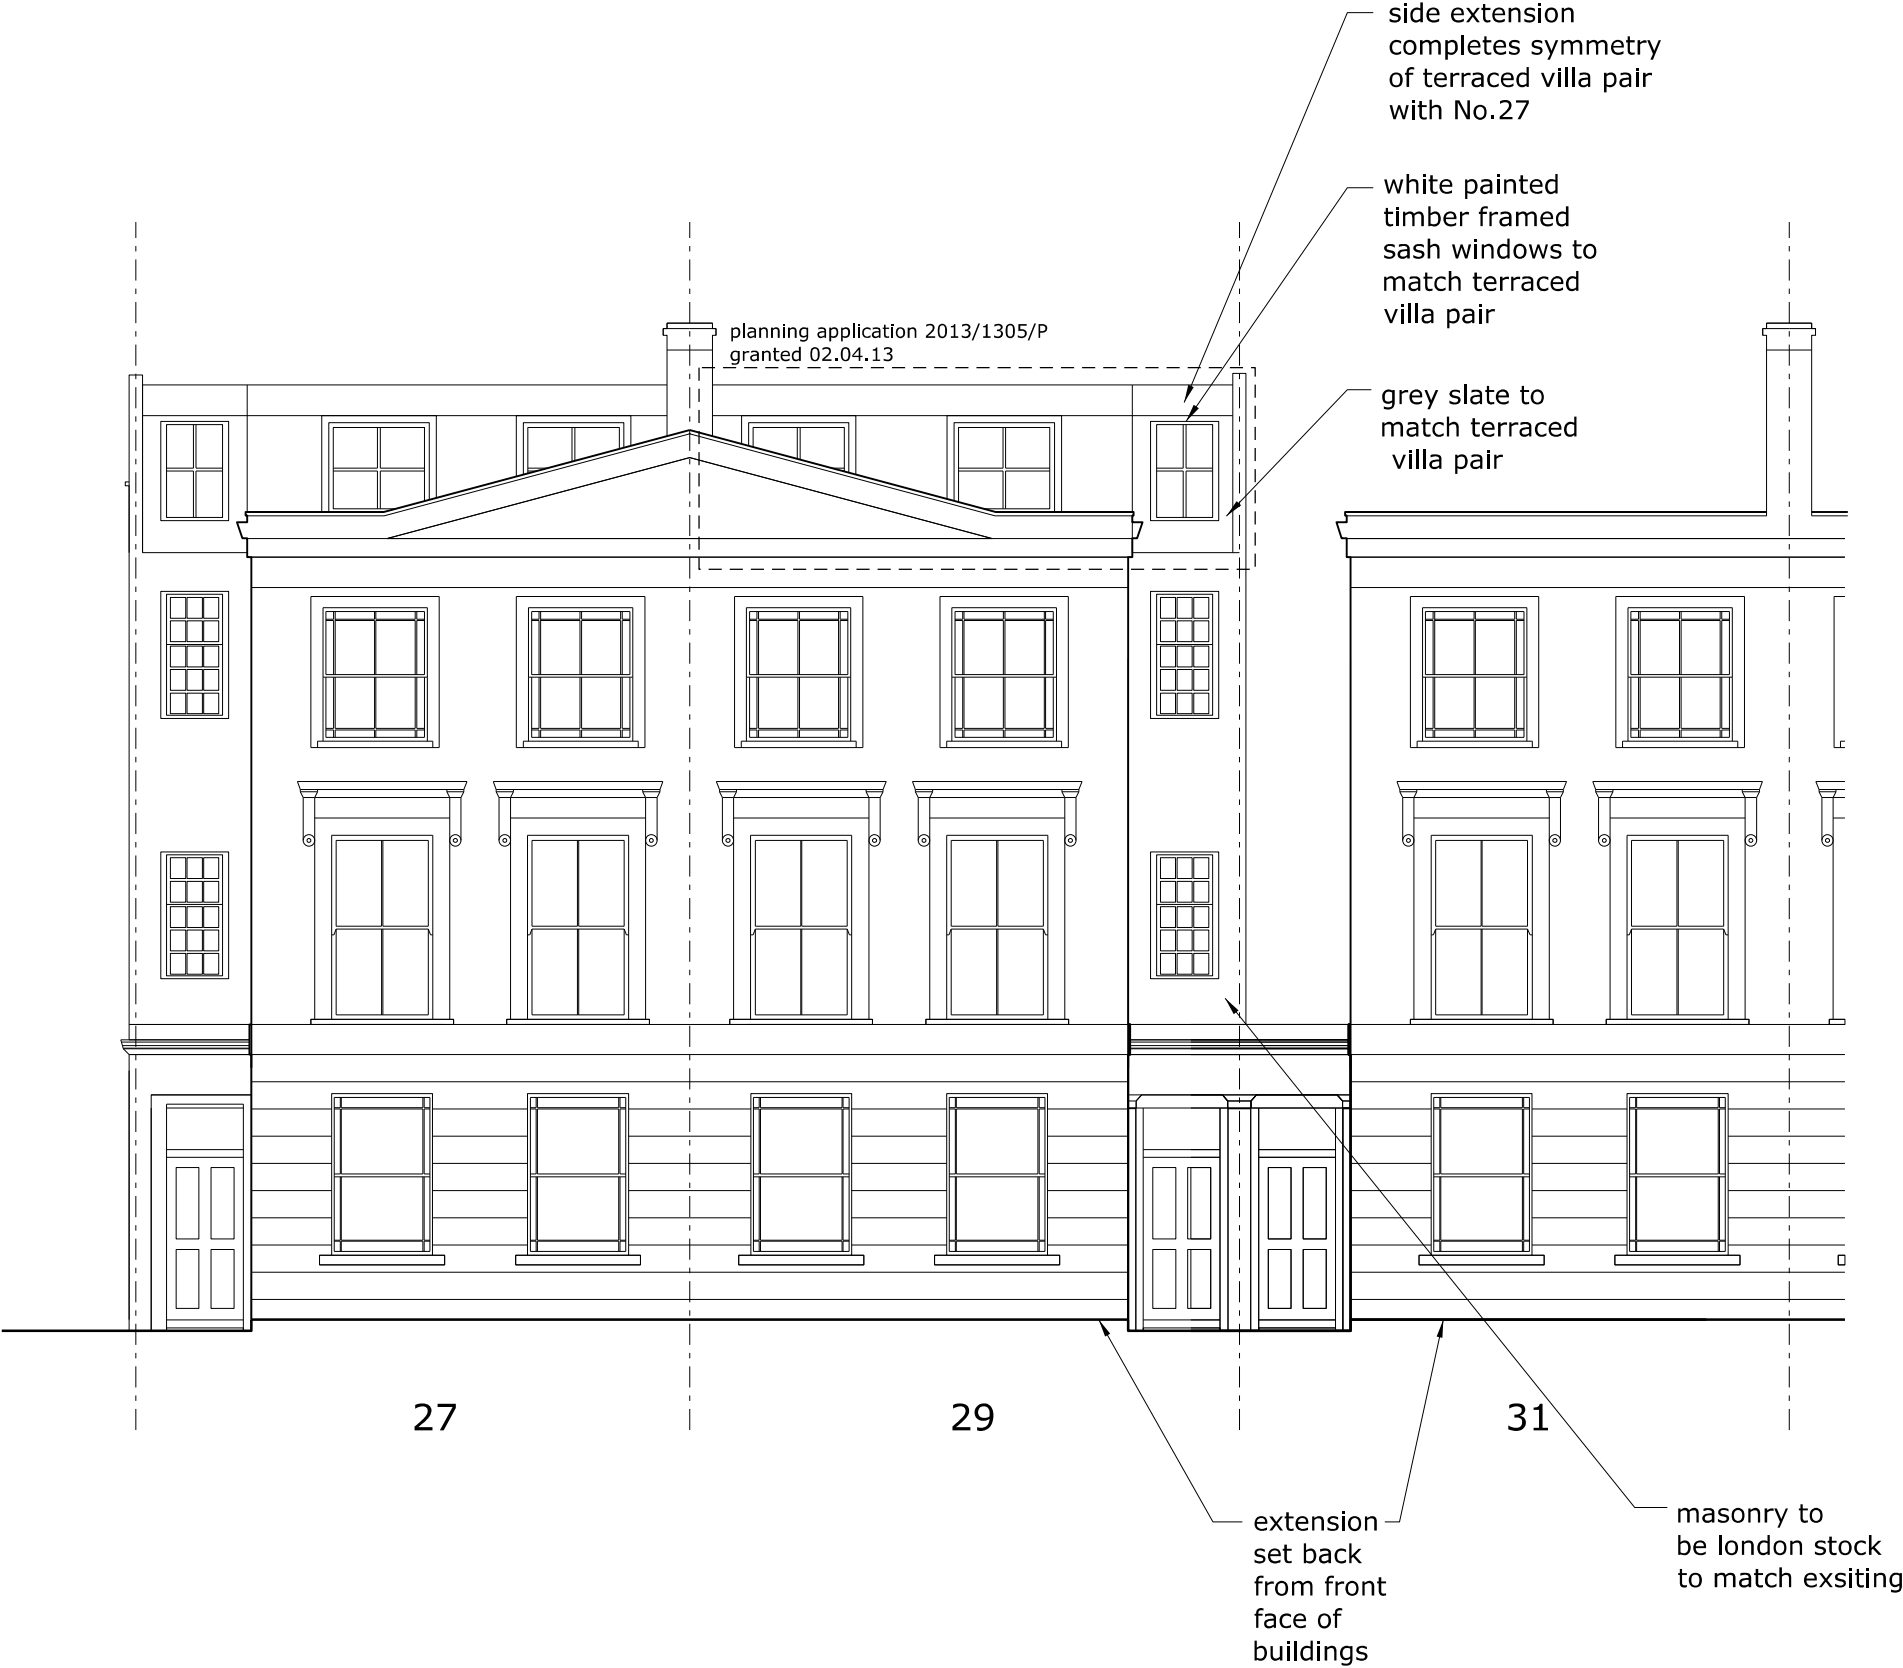 side extension
completes symmetry
of terraced villa pair
with No.27
white painted
timber framed
sash windows to
match terraced
villa pair
planning application 2013/1305/P
granted 02.04.13
grey slate to
match terraced
villa pair
27
29
31
extension
set back
from front
face of
buildings
masonry to
be london stock
to match exsiting